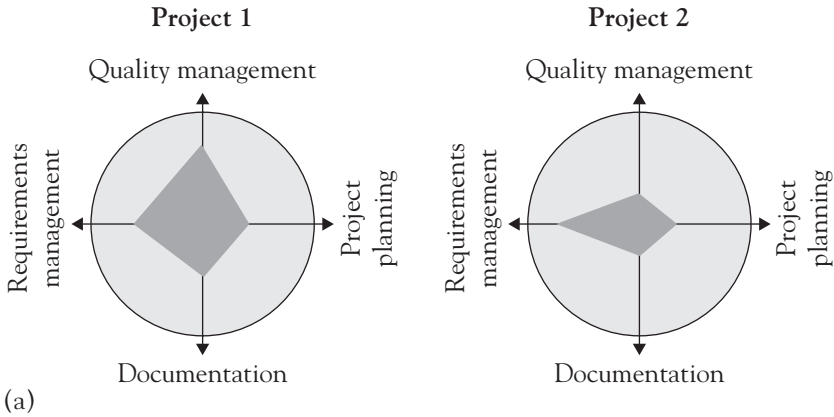 Project 1
Quality management
Requirements
management
Project
planning
Documentation
Project 2
Quality management
Requirements
management
Project
planning
Documentation
(a)